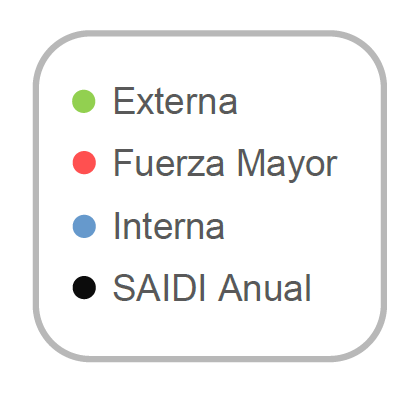 Externa
Fuerza Mayor
Interna
SAIDI Anual